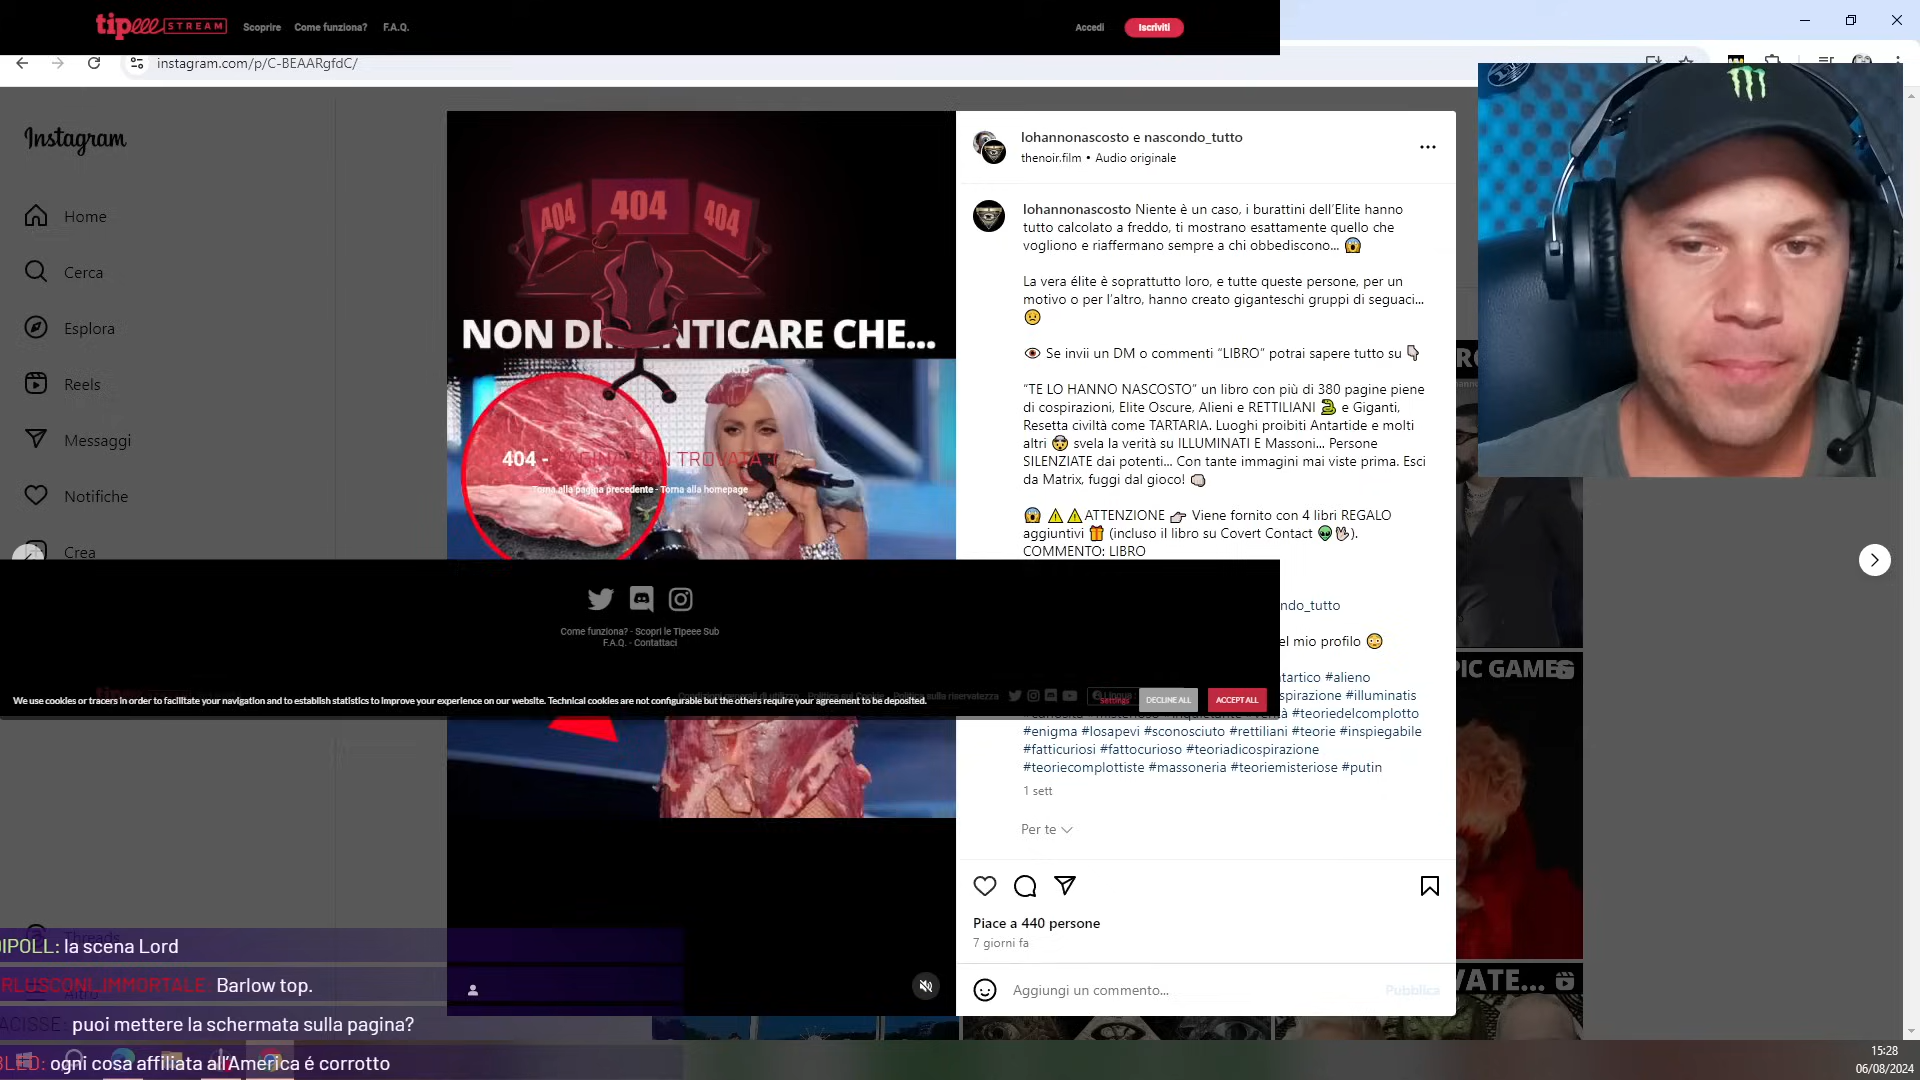 tipeee STREAM
Scoprire Come funziona? F.A.Q.
Accedi Iscriviti
instagram.com/p/C-BEAARgfdC/
Instagram
Home
Cerca
Esplora
Reels
Messaggi
Notifiche
Crea
404 404 404
404 -
Torna alla pagina precedente - Torna alla homepage
lohannonascosto e nascondo_tutto
thenoir.film • Audio originale
lohannonascosto Niente è un caso, i burattini dell'Elite hanno
tutto calcolato a freddo, ti mostrano esattamente quello che
vogliono e riaffermano sempre a chi obbediscono... 😱
La vera élite è soprattutto loro, e tutte queste persone, per un
motivo o per l'altro, hanno creato giganteschi gruppi di seguaci...
😟
👁 Se invii un DM o commenti “LIBRO” potrai sapere tutto su 👇
“TE LO HANNO NASCOSTO” un libro con più di 380 pagine piene
di cospirazioni, Elite Oscure, Alieni e RETTILIANI 🐍 e Giganti,
Resetta civiltà come TARTARIA. Luoghi proibiti Antartide e molti
altri 🤯 svela la verità su ILLUMINATI E Massoni... Persone
SILENZIATE dai potenti... Con tante immagini mai viste prima. Esci
da Matrix, fuggi dal gioco! 👊
😱 ⚠⚠ATTENZIONE 👉 Viene fornito con 4 libri REGALO
aggiuntivi 🎁 (incluso il libro su Covert Contact 👽🖖).
COMMENTO: LIBRO
ndo_tutto
el mio profilo 😳
#alieno
#illuminatis
#teoriedelcomplotto
#enigma #losapevi #sconosciuto #rettiliani #teorie #inspiegabile
#fatticuriosi #fattocurioso #teoriadicospirazione
#teoriecomplottiste #massoneria #teoriemisteriose #putin
1 sett
Per te
Piace a 440 persone
7 giorni fa
Aggiungi un commento...
Pubblica
Come funziona? - Scopri le Tipeee Sub
F.A.Q. - Contattaci
We use cookies or tracers in order to facilitate your navigation and to establish statistics to improve your experience on our website. Technical cookies are not configurable but the others require your agreement to be deposited.
Settings DECLINE ALL ACCEPT ALL
PIC GAMES
VATE...
IPOLL: la scena Lord
RLUSCONI_IMMORTALE: Barlow top.
ACISSE: puoi mettere la schermata sulla pagina?
BLEO: ogni cosa affiliata all'America é corrotto
15:28
06/08/2024